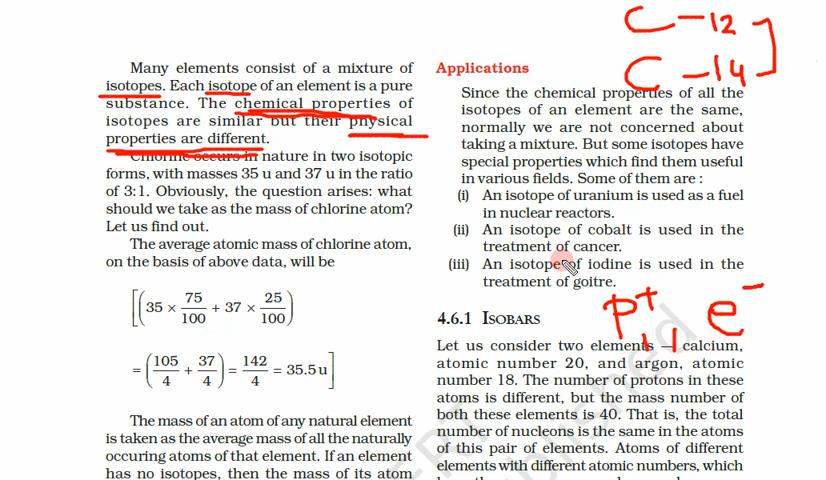 Many elements consist of a mixture of
isotopes. Each isotope of an element is a pure
substance. The chemical properties of
isotopes are similar but their physical
properties are different.
Chlorine occurs in nature in two isotopic
forms, with masses 35 u and 37 u in the ratio
of 3:1. Obviously, the question arises: what
should we take as the mass of chlorine atom?
Let us find out.
The average atomic mass of chlorine atom,
on the basis of above data, will be
[(35 × 75/100 + 37 × 25/100)
= (105/4 + 37/4) = 142/4 = 35.5 u]
The mass of an atom of any natural element
is taken as the average mass of all the naturally
occuring atoms of that element. If an element
has no isotopes, then the mass of its atom
C – 12
C – 14
Applications
Since the chemical properties of all the
isotopes of an element are the same,
normally we are not concerned about
taking a mixture. But some isotopes have
special properties which find them useful
in various fields. Some of them are :
(i) An isotope of uranium is used as a fuel
in nuclear reactors.
(ii) An isotope of cobalt is used in the
treatment of cancer.
(iii) An isotope of iodine is used in the
treatment of goitre.
p+ e–
4.6.1 ISOBARS
Let us consider two elements — calcium,
atomic number 20, and argon, atomic
number 18. The number of protons in these
atoms is different, but the mass number of
both these elements is 40. That is, the total
number of nucleons is the same in the atoms
of this pair of elements. Atoms of different
elements with different atomic numbers, which